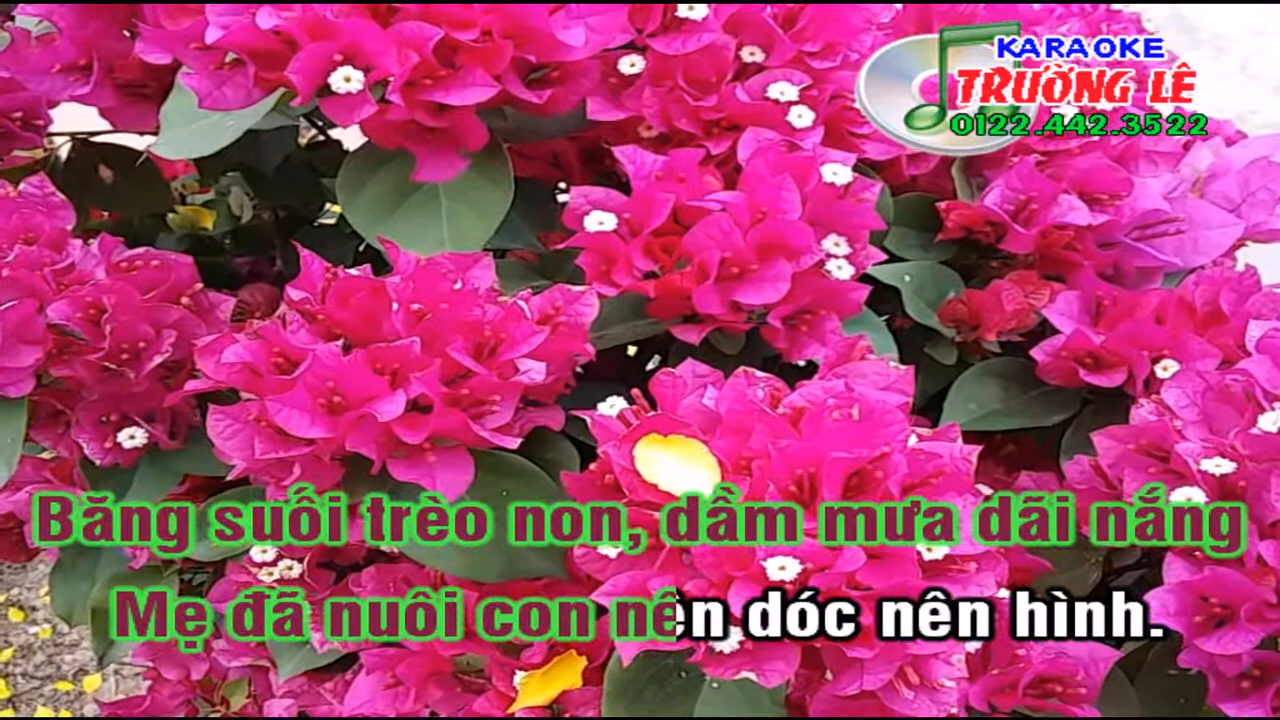 KARAOKE
TRƯỜNG LÊ
0122.442.3522
Băng suối trèo non, dầm mưa dãi nắng
Mẹ đã nuôi con nên dóc nên hình.